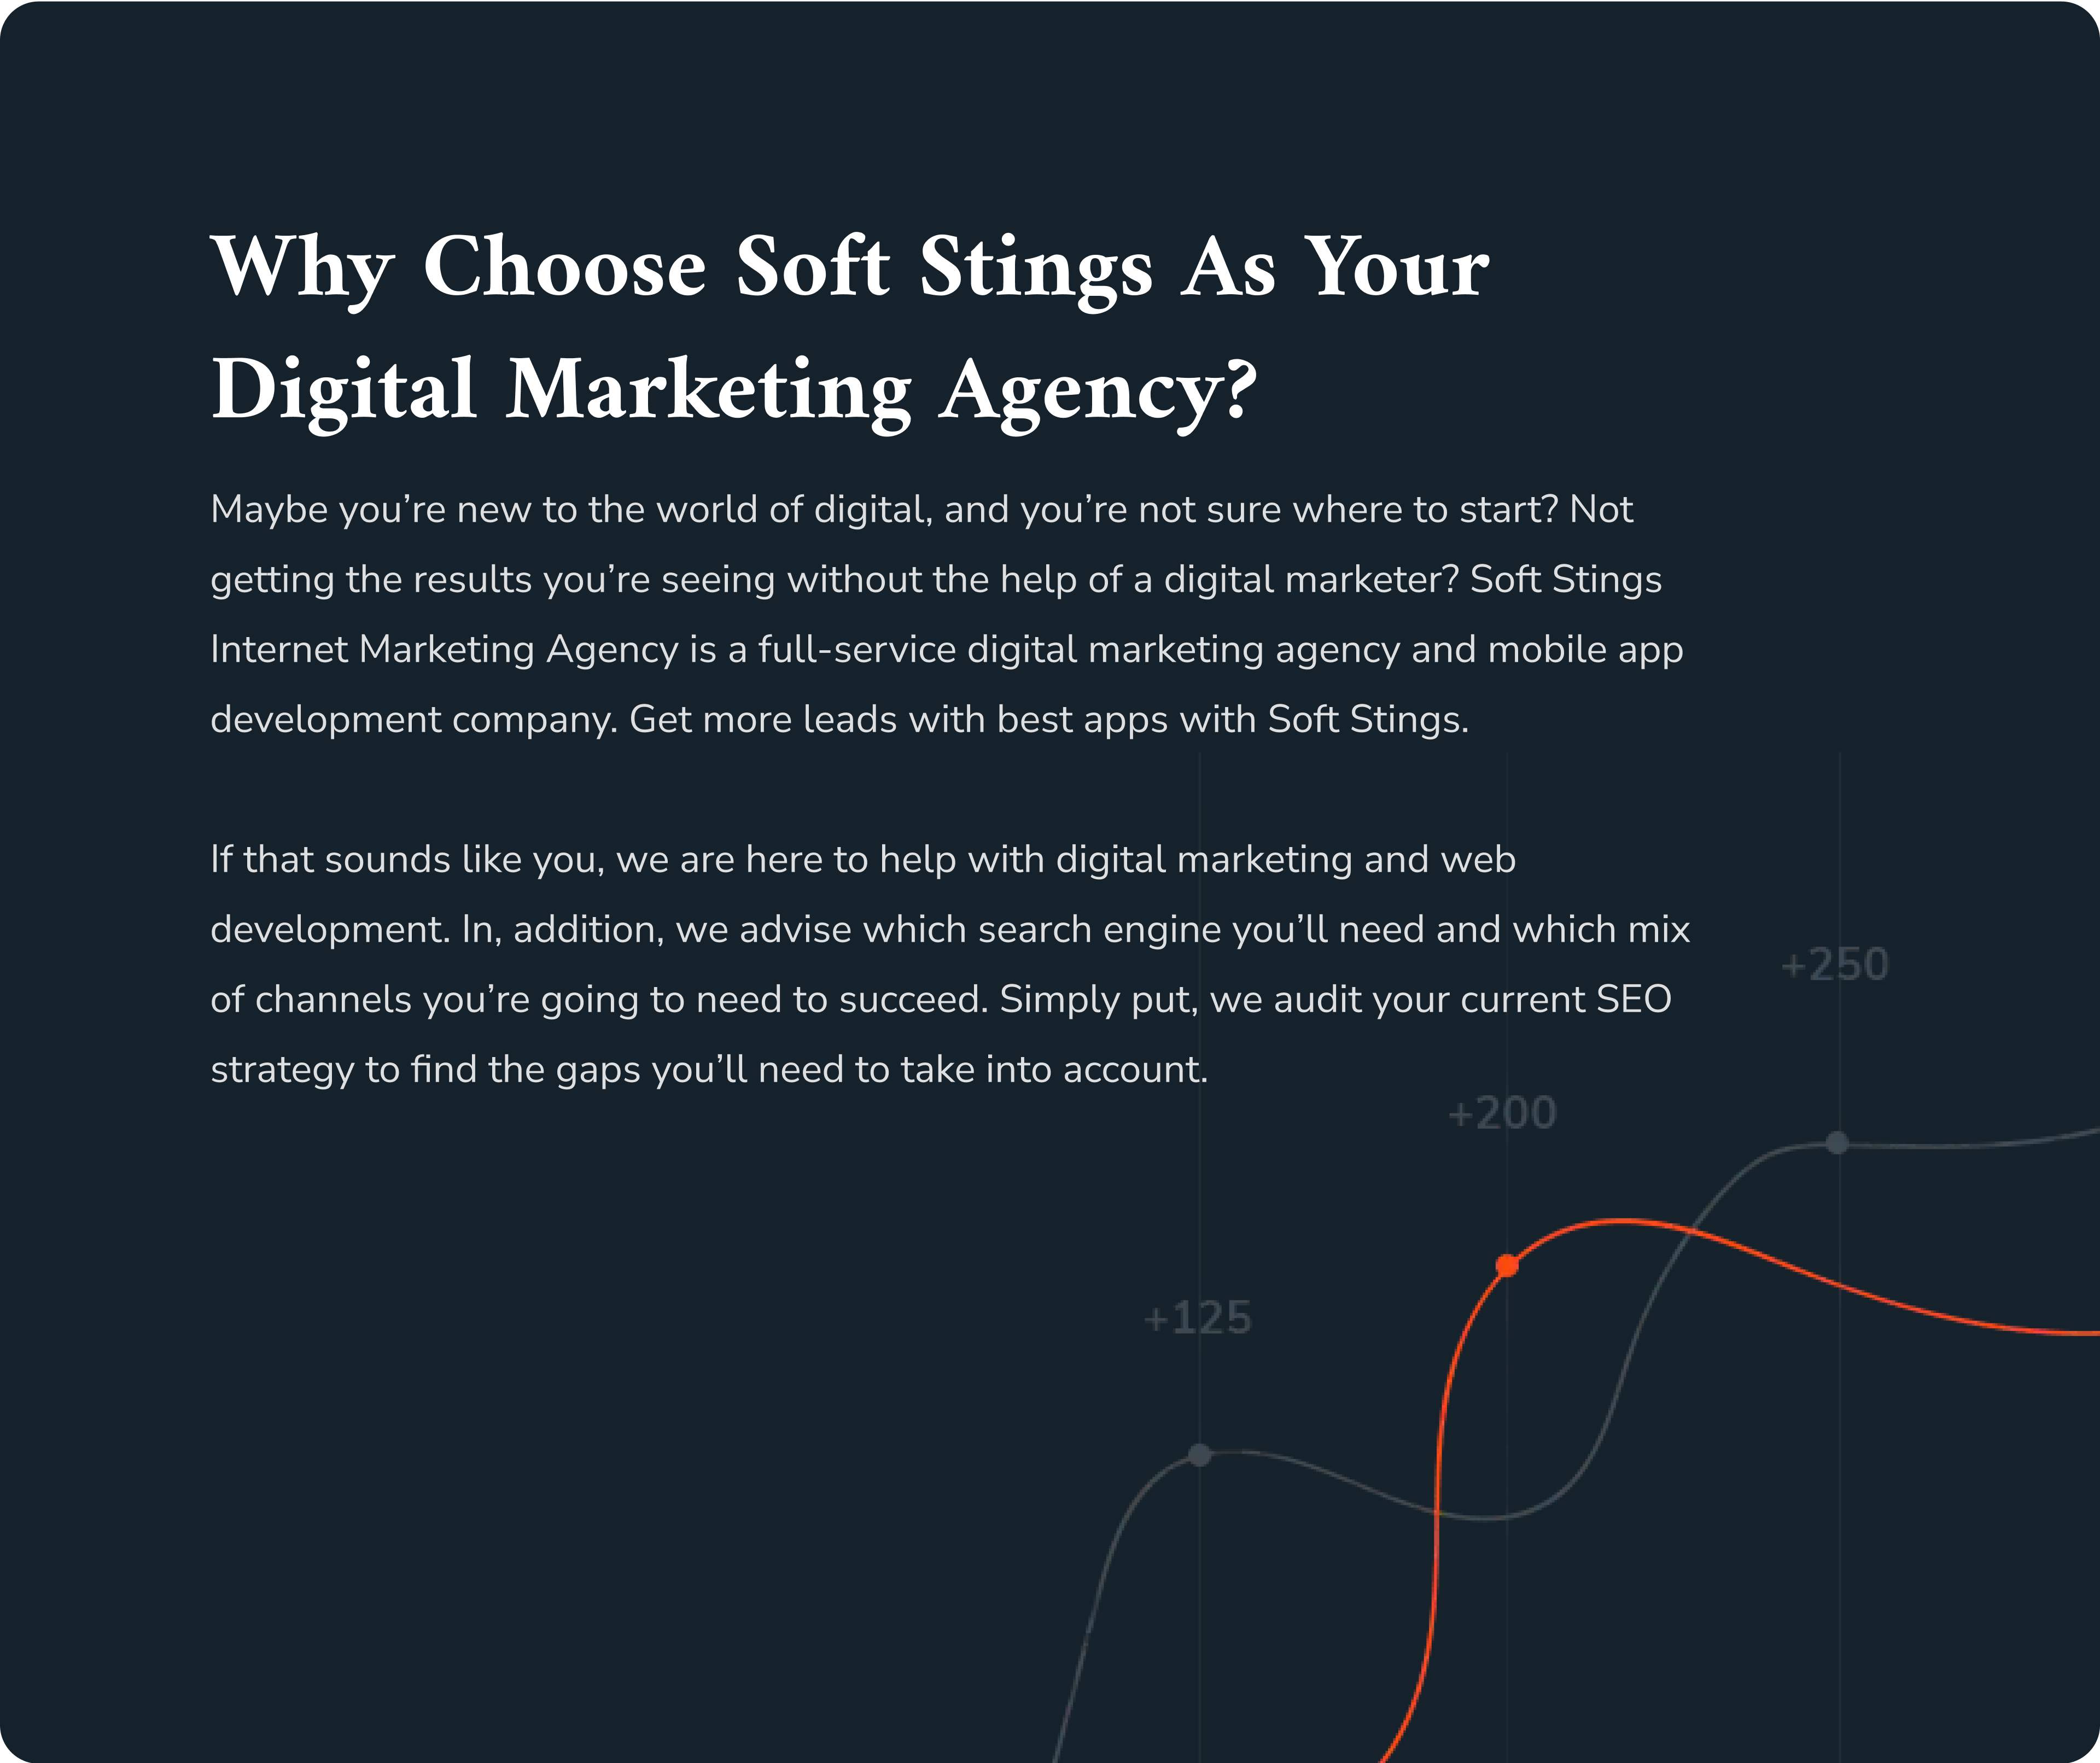 Why Choose Soft Stings As Your
Digital Marketing Agency?
Maybe you’re new to the world of digital, and you’re not sure where to start? Not
getting the results you’re seeing without the help of a digital marketer? Soft Stings
Internet Marketing Agency is a full-service digital marketing agency and mobile app
development company. Get more leads with best apps with Soft Stings.
If that sounds like you, we are here to help with digital marketing and web
development. In, addition, we advise which search engine you’ll need and which mix
of channels you’re going to need to succeed. Simply put, we audit your current SEO
strategy to find the gaps you’ll need to take into account.
+250
+200
+125